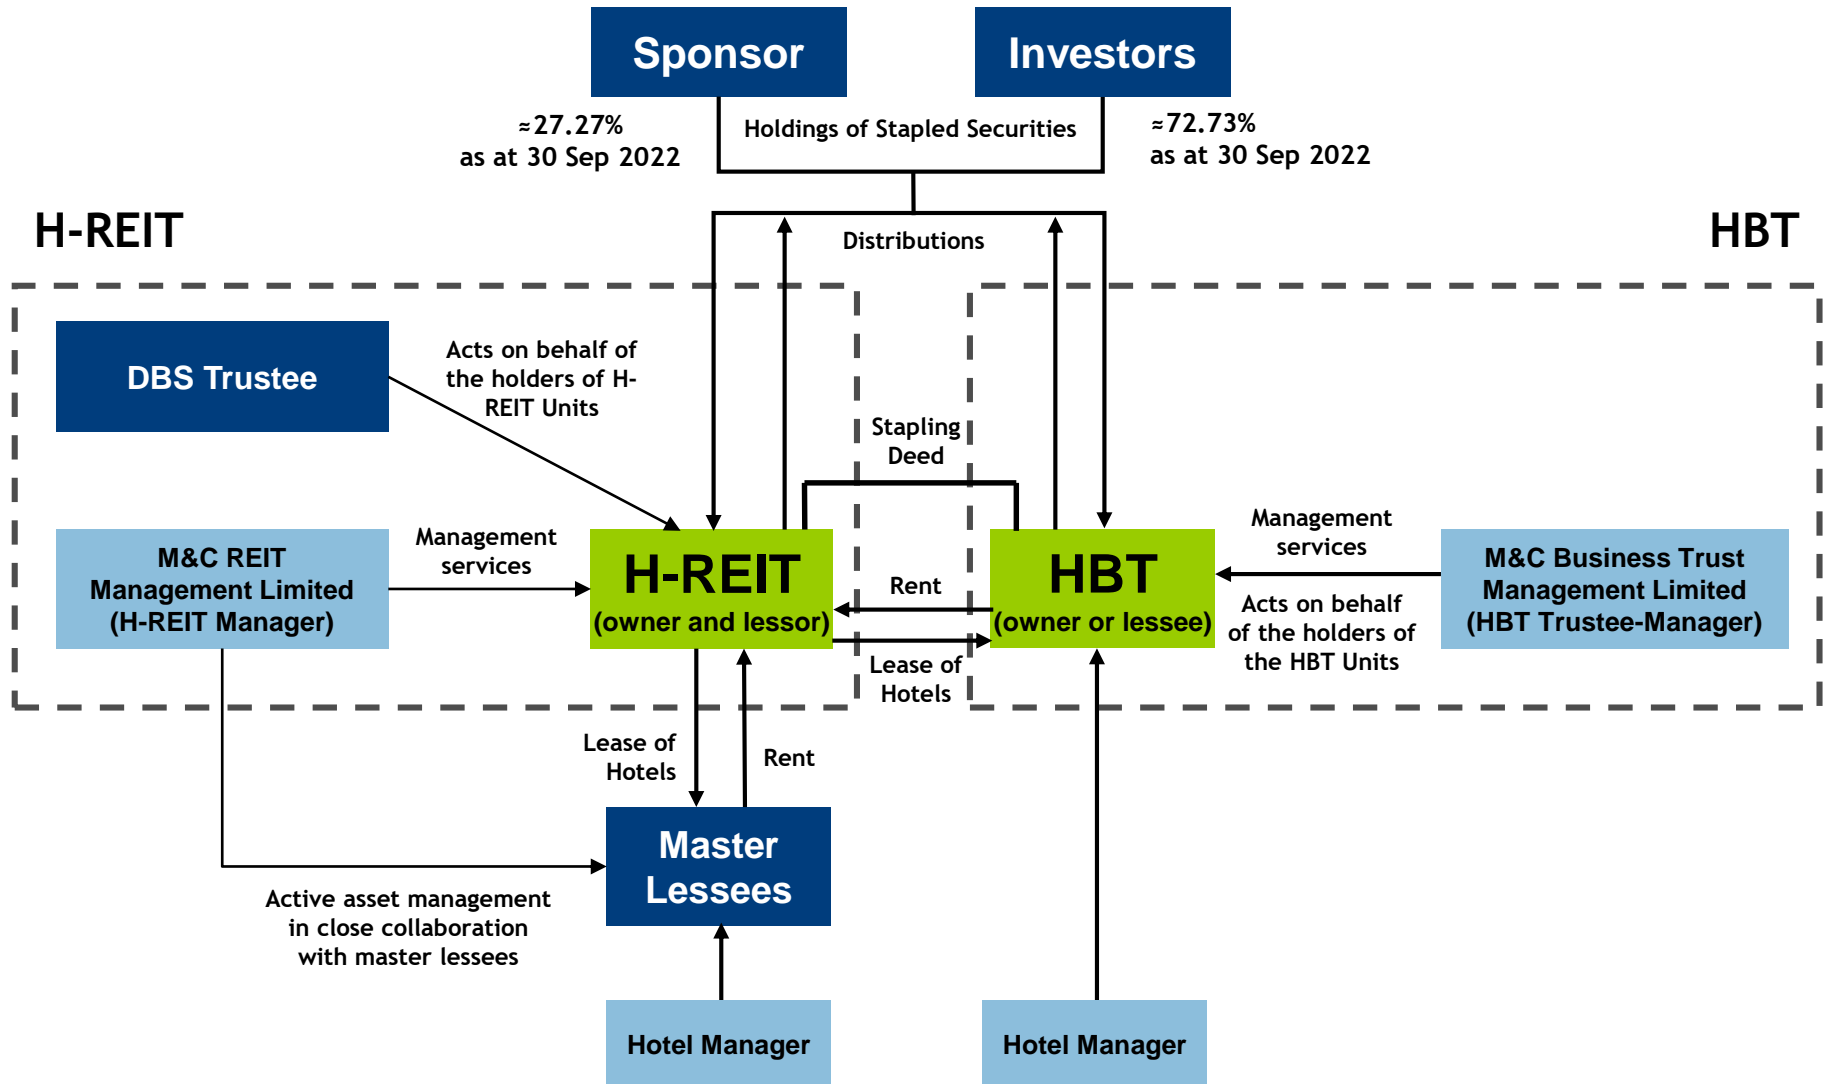 Sponsor
Investors
≈27.27%
as at 30 Sep 2022
Holdings of Stapled Securities
≈72.73%
as at 30 Sep 2022
H-REIT
HBT
Distributions
DBS Trustee
Acts on behalf of
the holders of H-
REIT Units
Stapling
Deed
M&C REIT
Management Limited
(H-REIT Manager)
Management
services
H-REIT
(owner and lessor)
Rent
Lease of
Hotels
HBT
(owner or lessee)
Management
services
Acts on behalf
of the holders of
the HBT Units
M&C Business Trust
Management Limited
(HBT Trustee-Manager)
Lease of
Hotels
Rent
Master
Lessees
Active asset management
in close collaboration
with master lessees
Hotel Manager
Hotel Manager